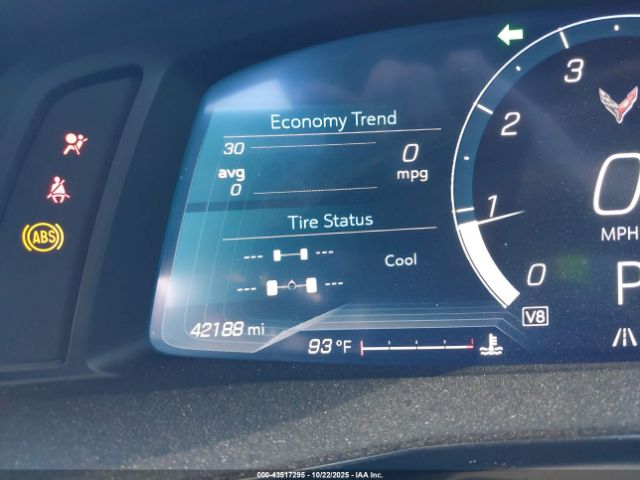 Economy Trend
30
avg
0
0
mpg
Tire Status
--- ---
--- ---
Cool
ABS
42188 mi
93 °F
3
2
1
0
0
MPH
P
V8
000-43517295 - 10/22/2025 - IAA Inc.